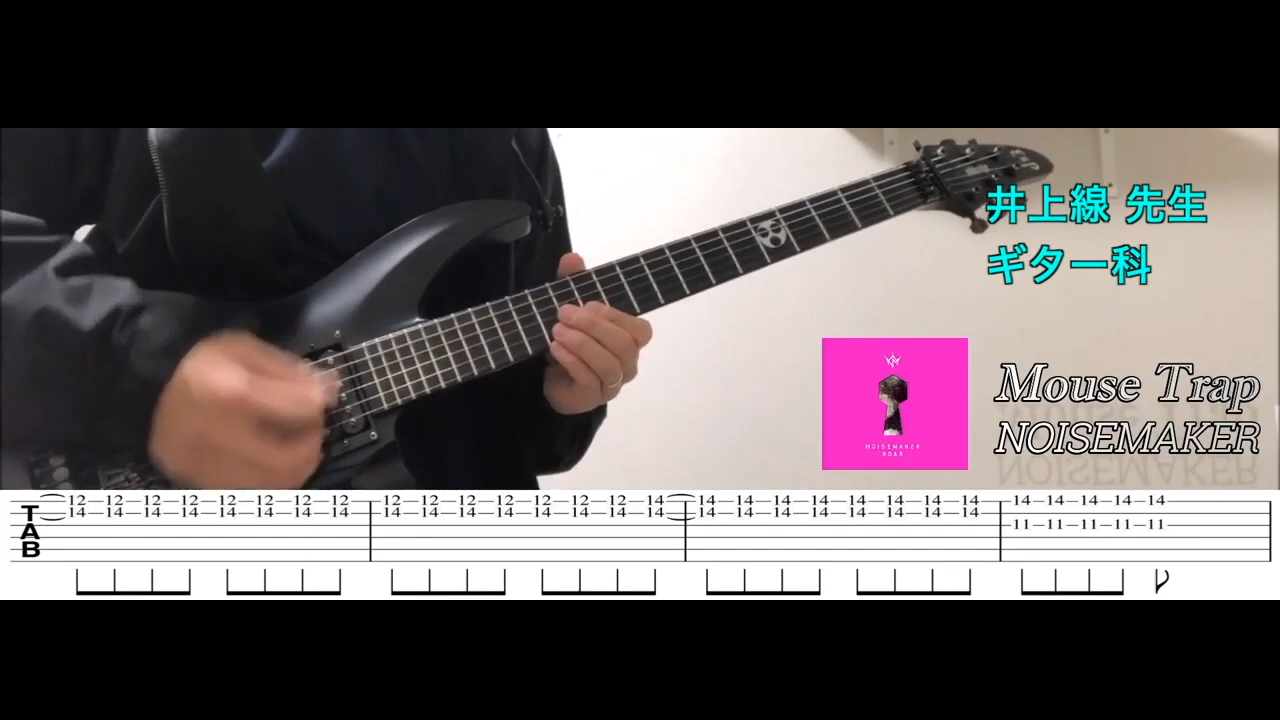 井上線 先生
ギター科
Mouse Trap
NOISEMAKER
NOISEMAKER
ROAR
12 12 12 12 12 12 12 12 12 12 12 12 12 12 12 14 14 14 14 14 14 14 14 14 14 14 14 14 14
14 14 14 14 14 14 14 14 14 14 14 14 14 14 14 14 14 14 14 14 14 14 14 14
11 11 11 11 11
TAB